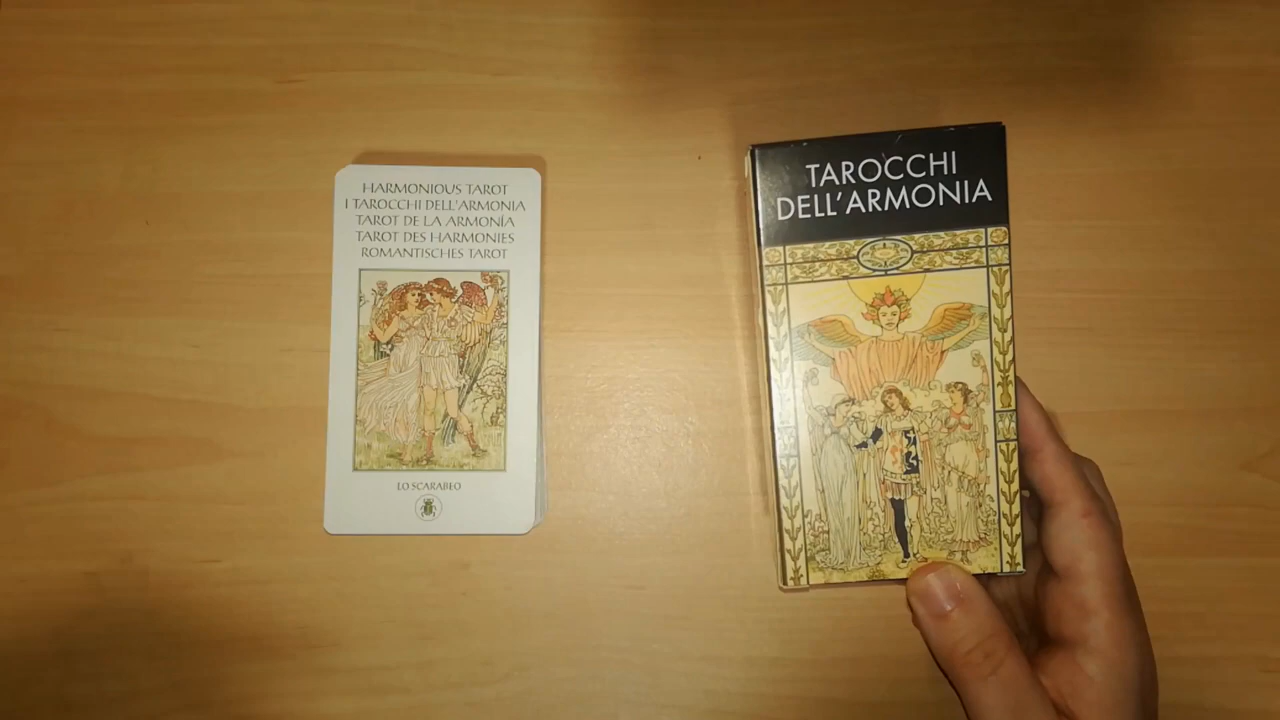 HARMONIOUS TAROT
I TAROCCHI DELL'ARMONIA
TAROT DE LA ARMONÍA
TAROT DES HARMONIES
ROMANTISCHES TAROT
LO SCARABEO
TAROCCHI
DELL'ARMONIA